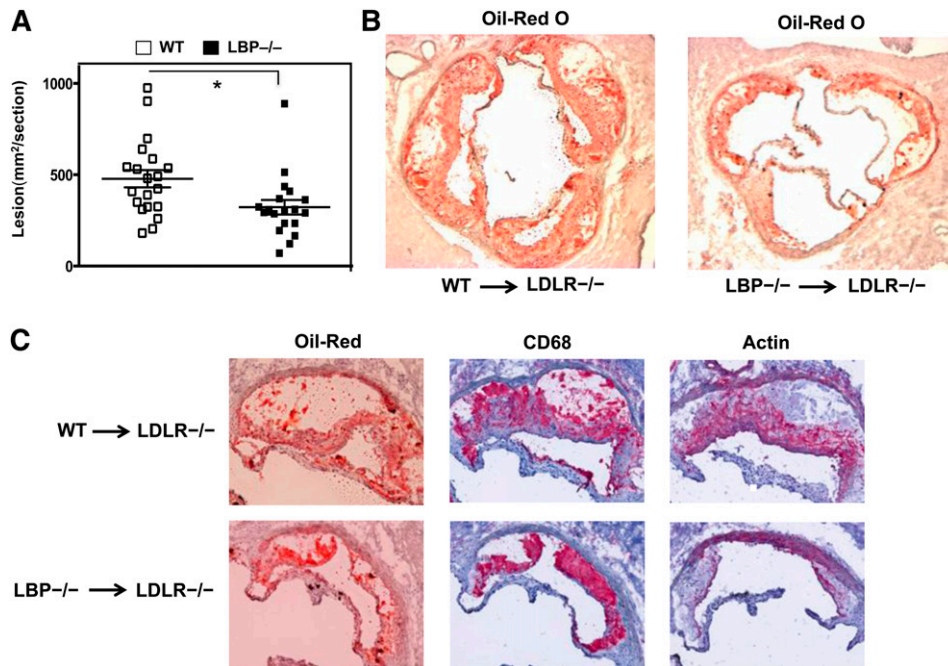 A
□ WT ■ LBP−/−
*
Lesion(mm²/section)
1000
500
0
B
Oil-Red O
Oil-Red O
WT → LDLR−/−
LBP−/− → LDLR−/−
C
Oil-Red
CD68
Actin
WT → LDLR−/−
LBP−/− → LDLR−/−